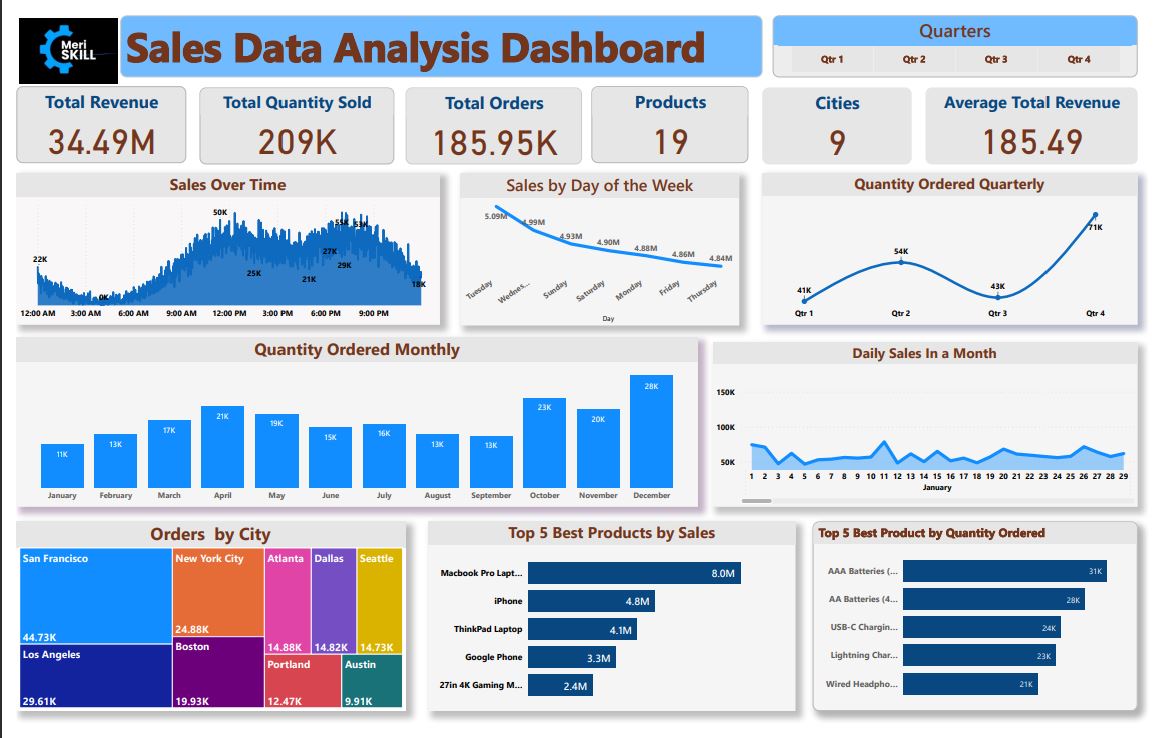 Meri
SKILL
Sales Data Analysis Dashboard
Quarters
Qtr 1 Qtr 2 Qtr 3 Qtr 4
Total Revenue
34.49M
Total Quantity Sold
209K
Total Orders
185.95K
Products
19
Cities
9
Average Total Revenue
185.49
Sales Over Time
22K
0K
50K
25K
21K
27K
55K
29K
53K
18K
12:00 AM 3:00 AM 6:00 AM 9:00 AM 12:00 PM 3:00 PM 6:00 PM 9:00 PM
Sales by Day of the Week
5.09M 4.99M 4.93M 4.90M 4.88M 4.86M 4.84M
Tuesday Wednes... Sunday Saturday Monday Friday Thursday
Day
Quantity Ordered Quarterly
41K 54K 43K 71K
Qtr 1 Qtr 2 Qtr 3 Qtr 4
Quantity Ordered Monthly
11K 13K 17K 21K 19K 15K 16K 13K 13K 23K 20K 28K
January February March April May June July August September October November December
Daily Sales In a Month
150K
100K
50K
1 2 3 4 5 6 7 8 9 10 11 12 13 14 15 16 17 18 19 20 21 22 23 24 25 26 27 28 29
January
Orders by City
San Francisco
44.73K
Los Angeles
29.61K
New York City
24.88K
Boston
19.93K
Atlanta
14.88K
Dallas
14.82K
Seattle
14.73K
Portland
12.47K
Austin
9.91K
Top 5 Best Products by Sales
Macbook Pro Lapt... 8.0M
iPhone 4.8M
ThinkPad Laptop 4.1M
Google Phone 3.3M
27in 4K Gaming M... 2.4M
Top 5 Best Product by Quantity Ordered
AAA Batteries (... 31K
AA Batteries (4... 28K
USB-C Chargin... 24K
Lightning Char... 23K
Wired Headpho... 21K